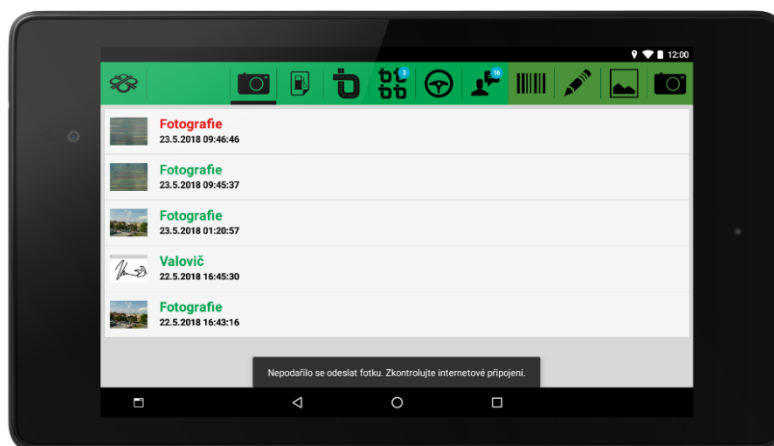 12:00
3
16
Fotografie
23.5.2018 09:46:46
Fotografie
23.5.2018 09:45:37
Fotografie
23.5.2018 01:20:57
Valovič
22.5.2018 16:45:30
Fotografie
22.5.2018 16:43:16
Nepodařilo se odeslat fotku. Zkontrolujte internetové připojení.